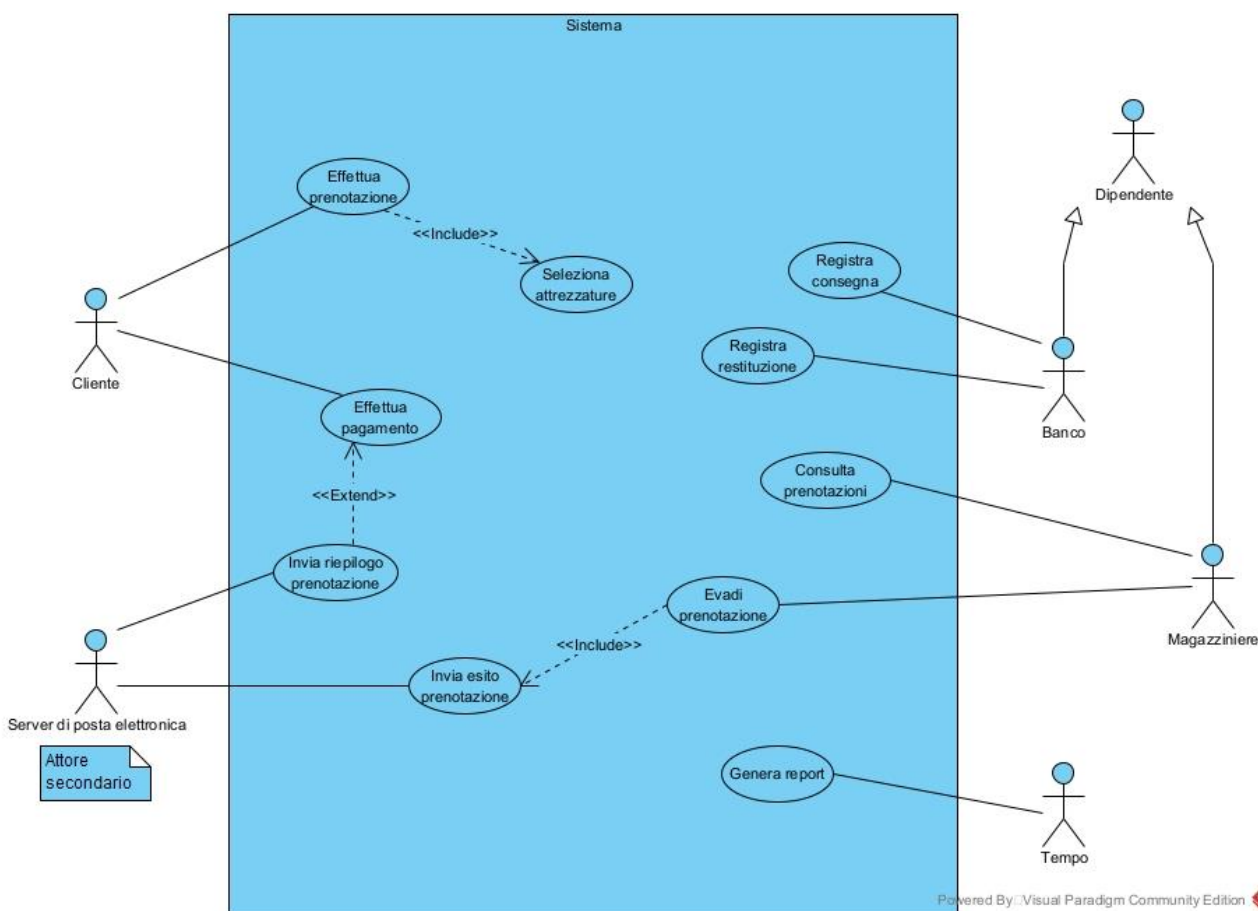 Sistema
Effettua
prenotazione
<<Include>>
Seleziona
attrezzature
Cliente
Effettua
pagamento
<<Extend>>
Invia riepilogo
prenotazione
Server di posta elettronica
Attore
secondario
Invia esito
prenotazione
<<Include>>
Evadi
prenotazione
Registra
consegna
Registra
restituzione
Consulta
prenotazioni
Genera report
Dipendente
Banco
Magazziniere
Tempo
Powered By Visual Paradigm Community Edition